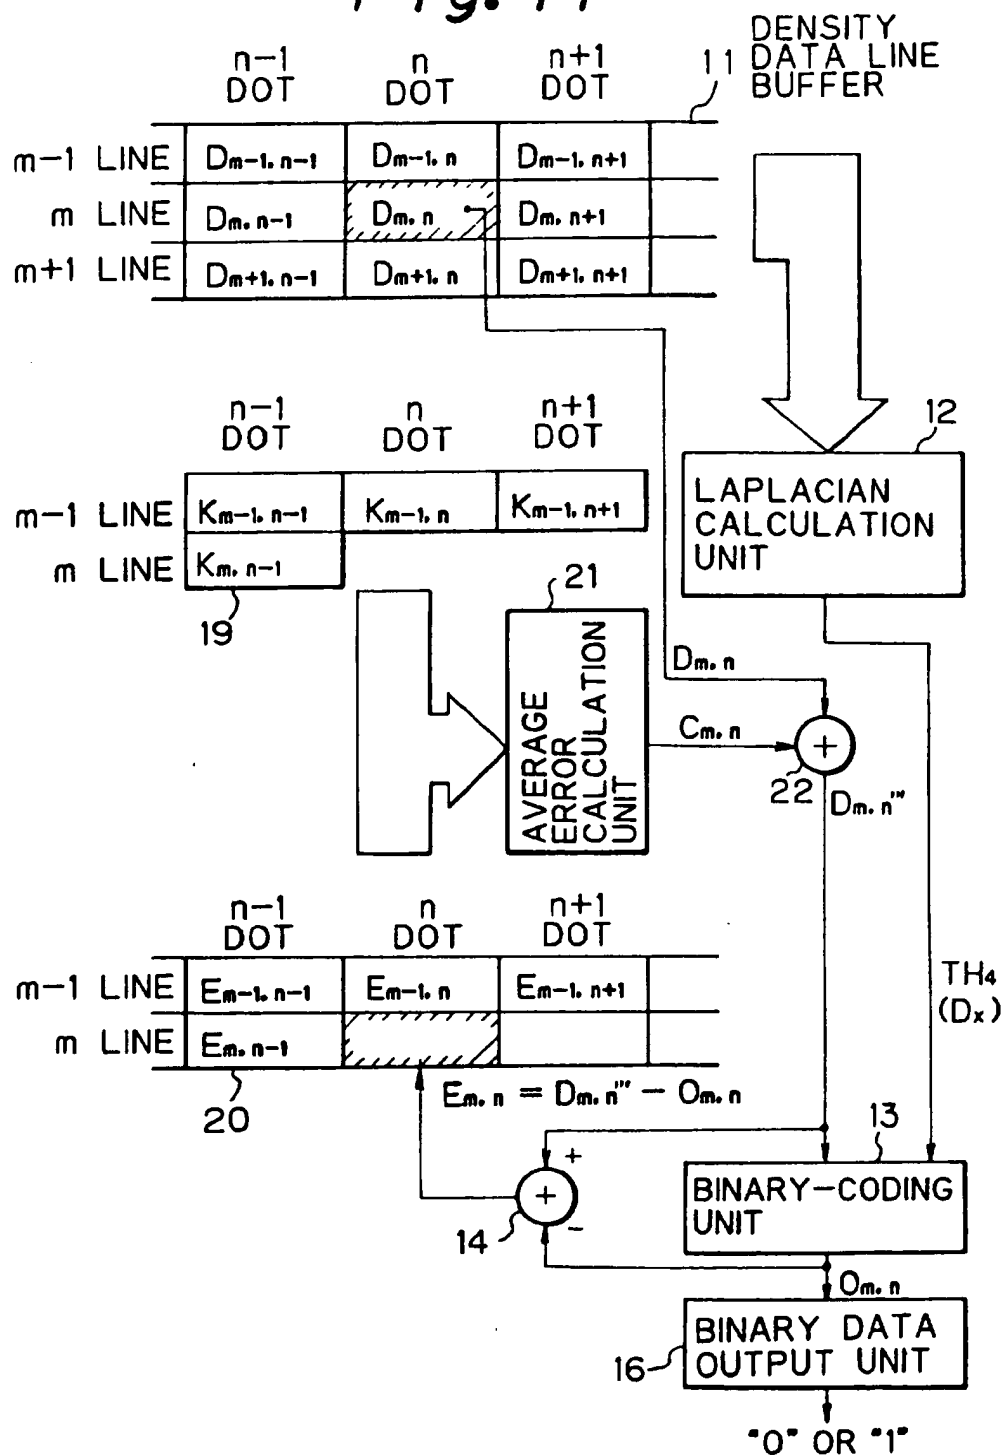 n-1 DOT n DOT n+1 DOT
11 DENSITY DATA LINE BUFFER
m-1 LINE Dm-1.n-1 Dm-1.n Dm-1.n+1
m LINE Dm.n-1 Dm.n Dm.n+1
m+1 LINE Dm+1.n-1 Dm+1.n Dm+1.n+1
n-1 DOT n DOT n+1 DOT
m-1 LINE Km-1.n-1 Km-1.n Km-1.n+1
m LINE Km.n-1
19
12
LAPLACIAN
CALCULATION
UNIT
21
AVERAGE
ERROR
CALCULATION
UNIT
Dm.n
Cm.n
22
Dm.n'''
n-1 DOT n DOT n+1 DOT
m-1 LINE Em-1.n-1 Em-1.n Em-1.n+1
m LINE Em.n-1
20
TH4
(Dx)
Em.n = Dm.n''' - Om.n
13
BINARY-CODING
UNIT
+
+
-
14
Om.n
16
BINARY DATA
OUTPUT UNIT
"0" OR "1"